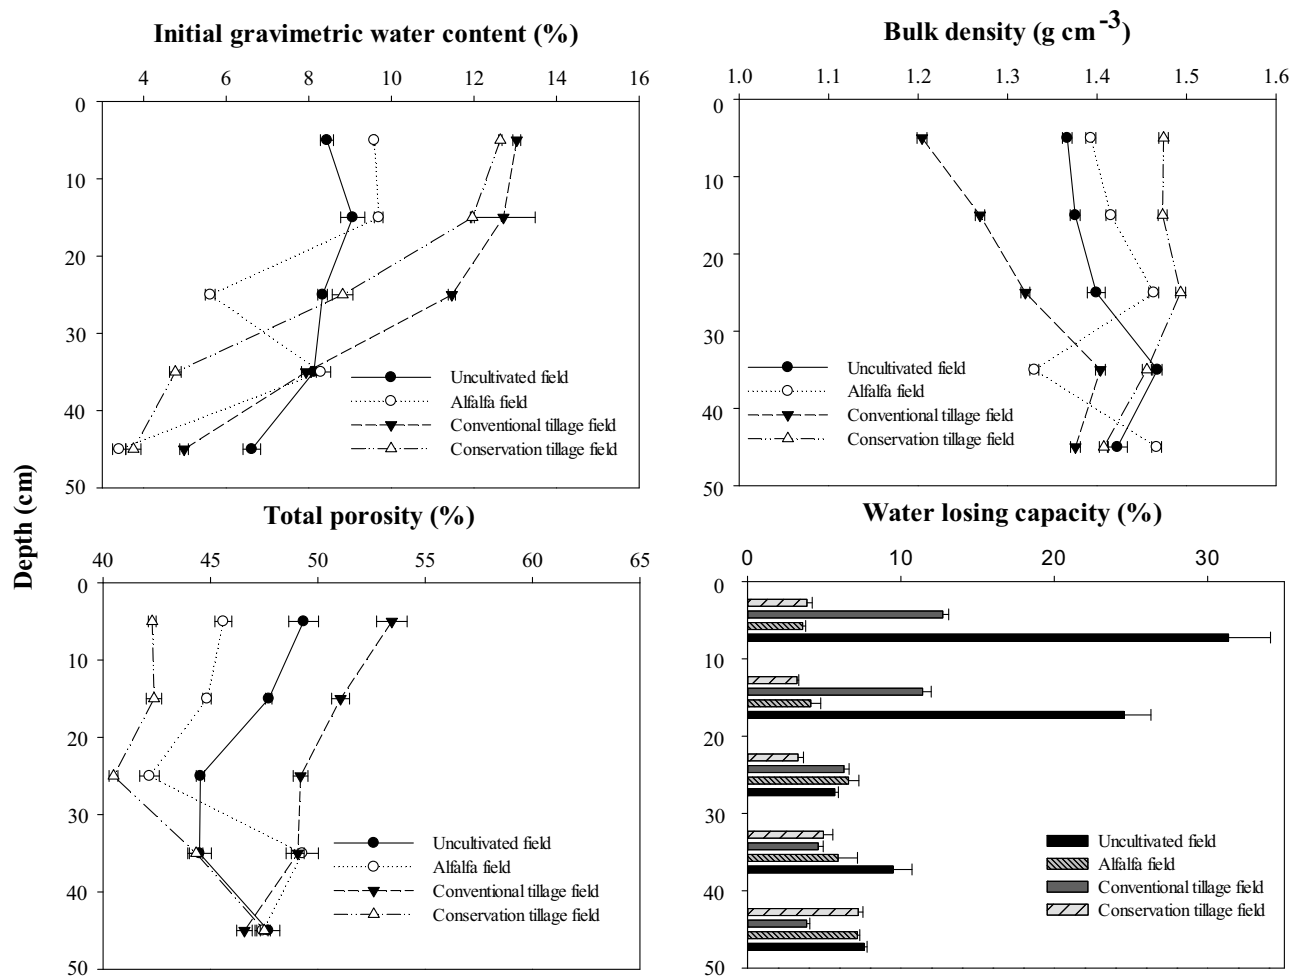 Initial gravimetric water content (%)
4 6 8 10 12 14 16
0
10
20
30
40
50
Uncultivated field
Alfalfa field
Conventional tillage field
Conservation tillage field
Bulk density (g cm-3)
1.0 1.1 1.2 1.3 1.4 1.5 1.6
0
10
20
30
40
50
Uncultivated field
Alfalfa field
Conventional tillage field
Conservation tillage field
Depth (cm)
Total porosity (%)
40 45 50 55 60 65
0
10
20
30
40
50
Uncultivated field
Alfalfa field
Conventional tillage field
Conservation tillage field
Water losing capacity (%)
0 10 20 30
0
10
20
30
40
50
Uncultivated field
Alfalfa field
Conventional tillage field
Conservation tillage field